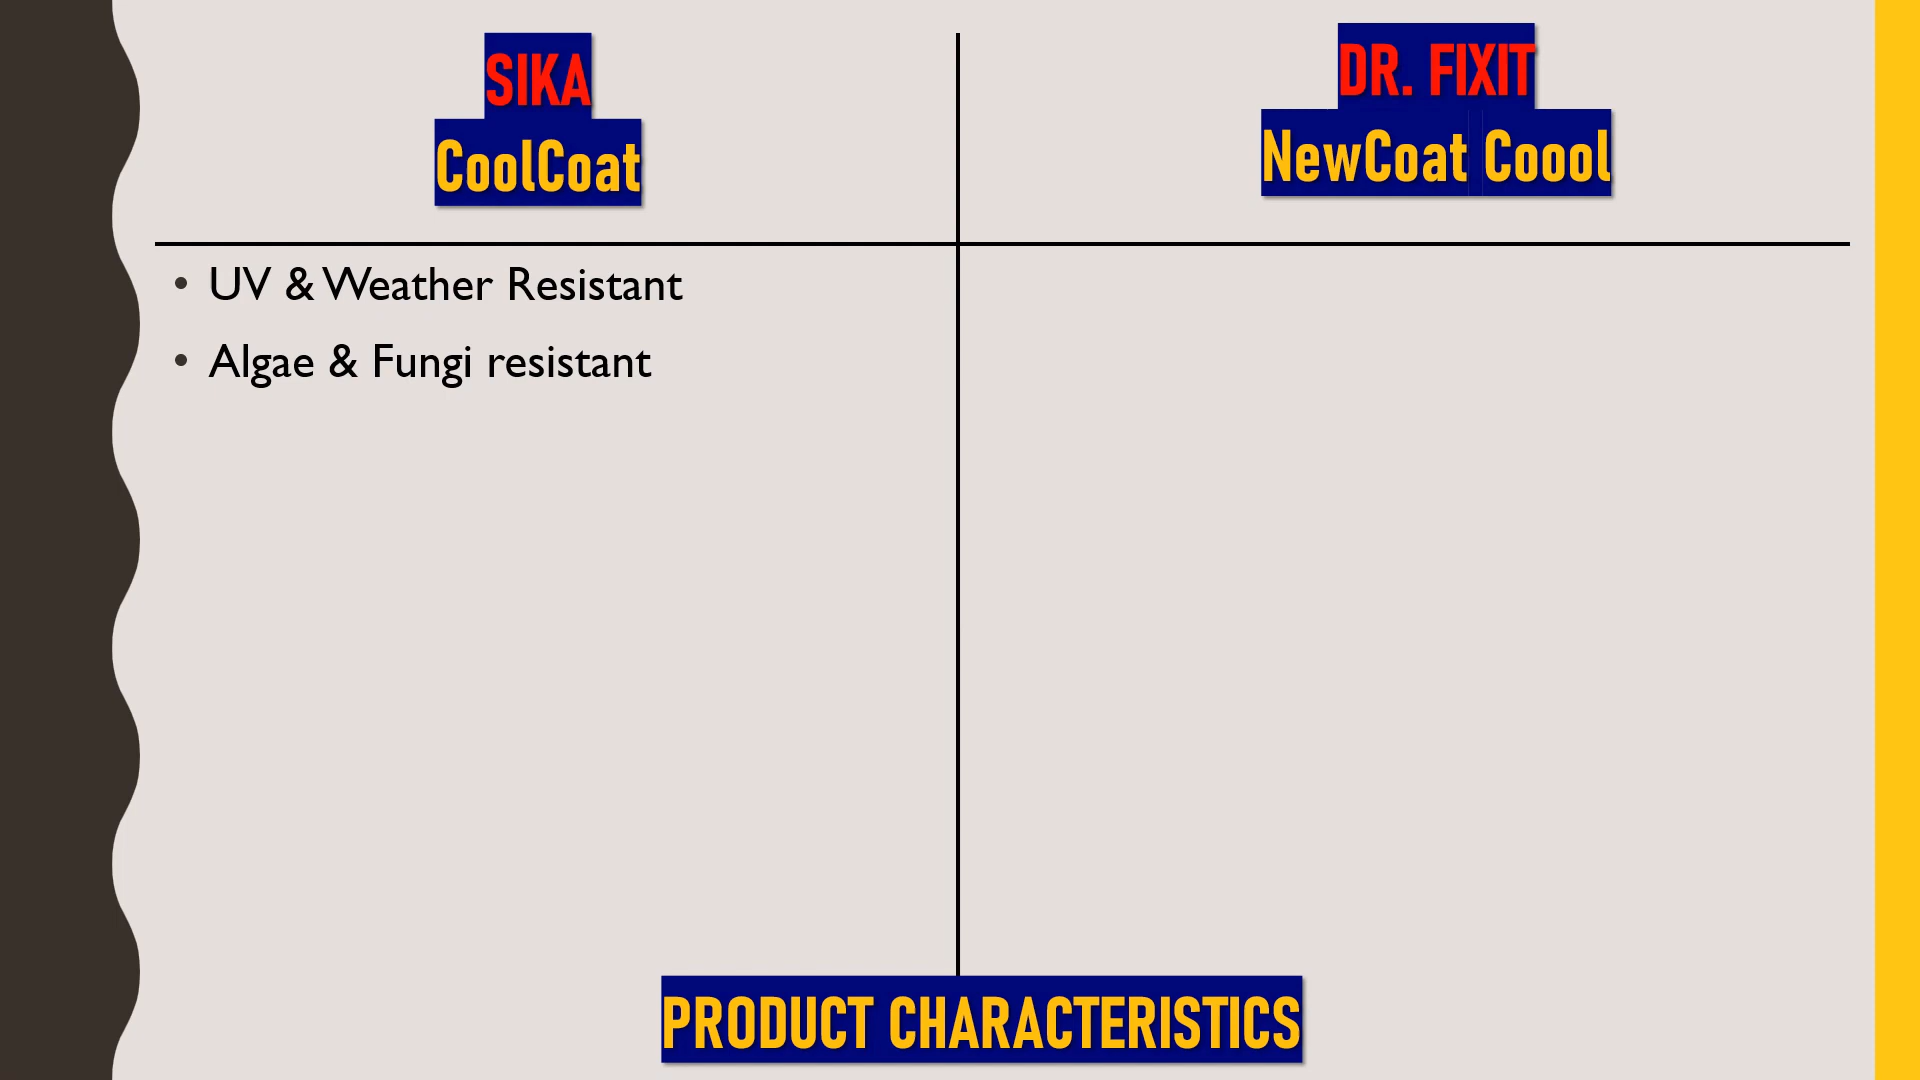 SIKA
CoolCoat
DR. FIXIT
NewCoat Coool
• UV & Weather Resistant
• Algae & Fungi resistant
PRODUCT CHARACTERISTICS